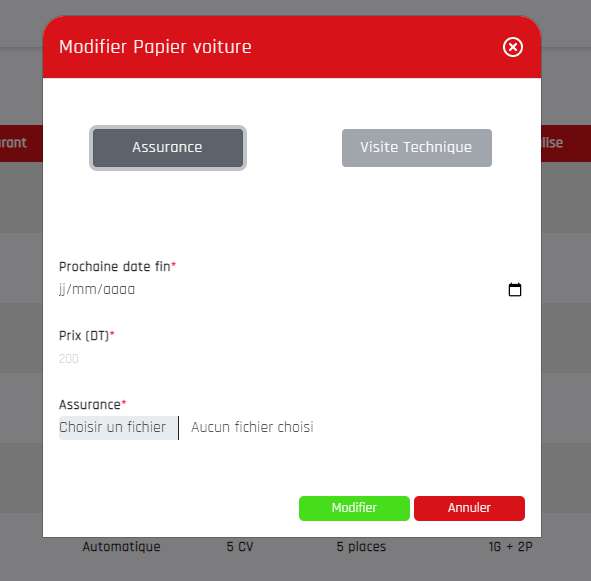 Modifier Papier voiture
rant
lise
Assurance Visite Technique
Prochaine date fin*
jj/mm/aaaa
Prix (DT)*
200
Assurance*
Choisir un fichier Aucun fichier choisi
Modifier Annuler
Automatique 5 CV 5 places 1G + 2P